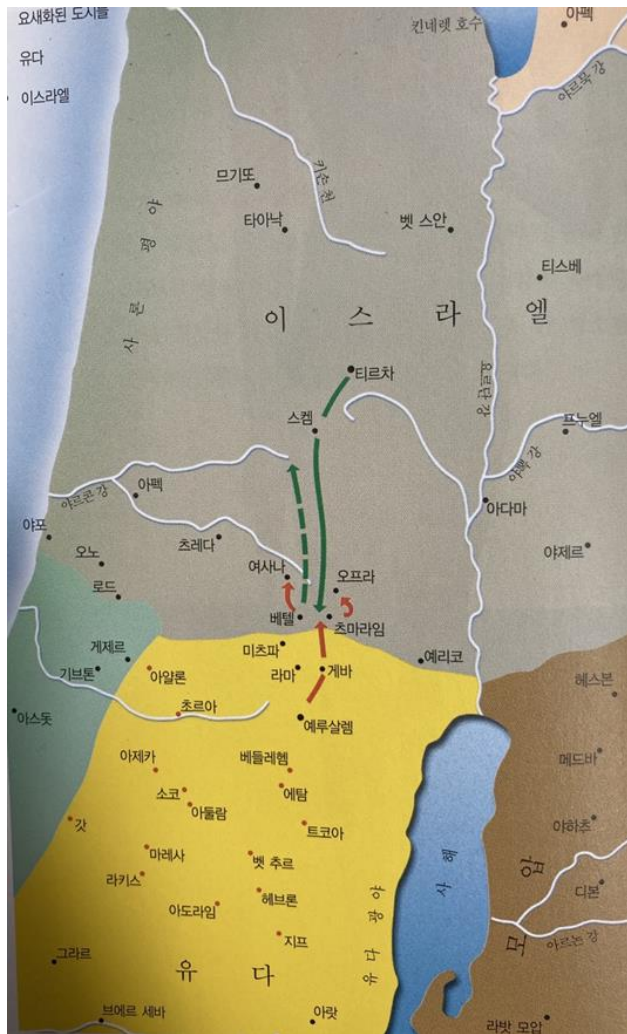 요새화된 도시들
유다
이스라엘
킨네렛 호수
아펙
야르묵 강
키손 천
므기또
타아낙
벳 스안
티스베
샤론 평야
이스라엘
티르차
요르단 강
스켐
프누엘
야뽁 강
아펙
야르콘 강
아다마
야포
오노
츠레다
여사나
오프라
야제르
로드
베텔
츠마라임
게제르
미츠파
기브톤
아얄론
라마
게바
예리코
헤스본
초르아
아스돗
예루살렘
메드바
아제카
베들레헴
소코
에탐
아둘람
갓
트코아
야하츠
마레사
벳 추르
사해
모압
라키스
헤브론
디본
아도라임
유다 광야
지프
아르논 강
그라르
유다
브에르 세바
아랏
라밧 모압